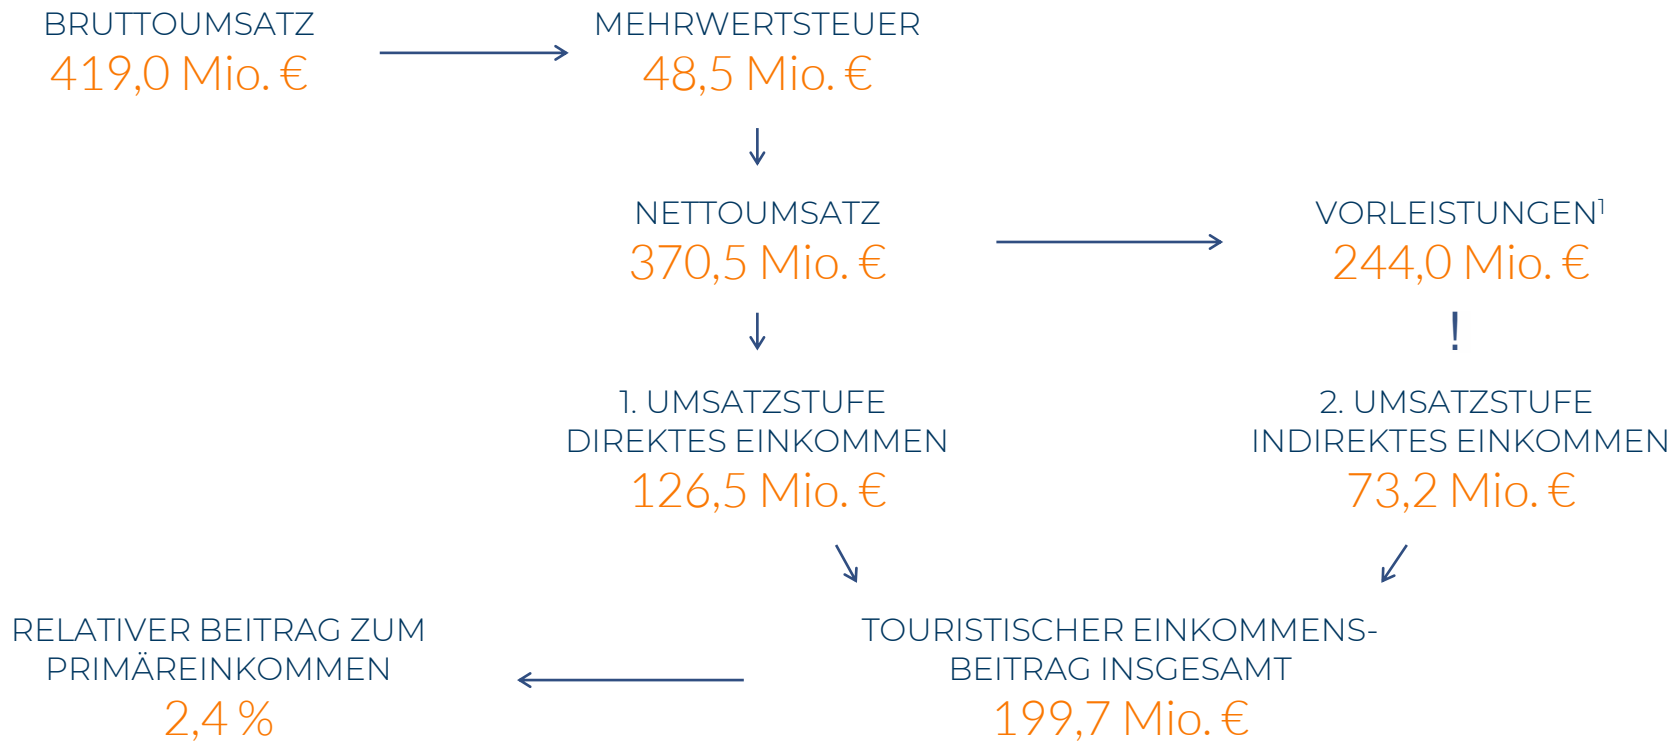 BRUTTOUMSATZ
419,0 Mio. €
MEHRWERTSTEUER
48,5 Mio. €
NETTOUMSATZ
370,5 Mio. €
VORLEISTUNGEN¹
244,0 Mio. €
!
1. UMSATZSTUFE
DIREKTES EINKOMMEN
126,5 Mio. €
2. UMSATZSTUFE
INDIREKTES EINKOMMEN
73,2 Mio. €
RELATIVER BEITRAG ZUM
PRIMÄREINKOMMEN
2,4 %
TOURISTISCHER EINKOMMENS-
BEITRAG INSGESAMT
199,7 Mio. €